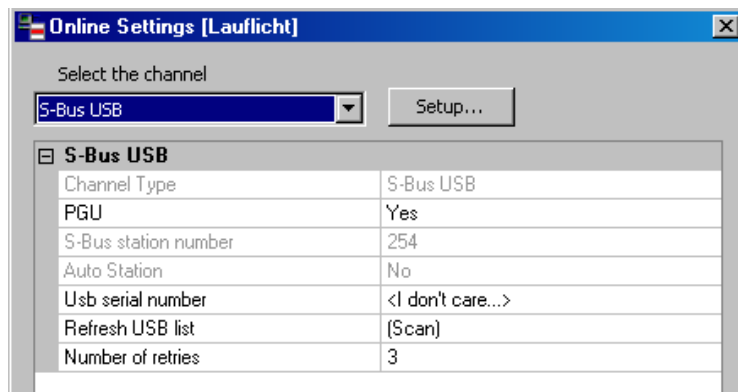 Online Settings [Lauflicht]
Select the channel
S-Bus USB
Setup...
S-Bus USB
Channel Type S-Bus USB
PGU Yes
S-Bus station number 254
Auto Station No
Usb serial number <I don't care...>
Refresh USB list (Scan)
Number of retries 3